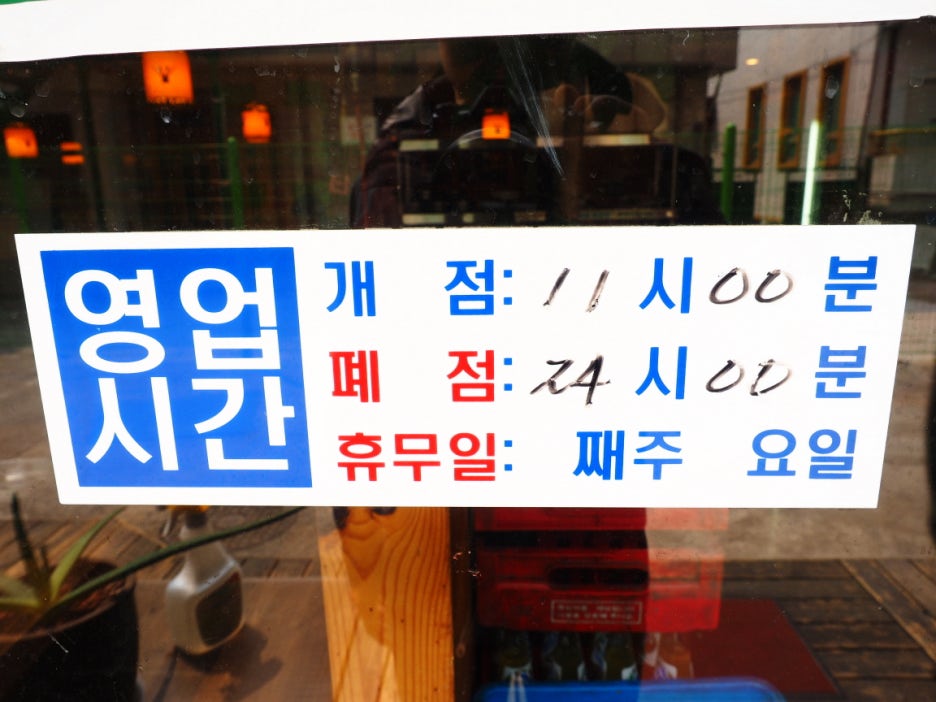 영업
시간
개 점: 11 시 00 분
폐 점: 24 시 00 분
휴무일: 째주 요일